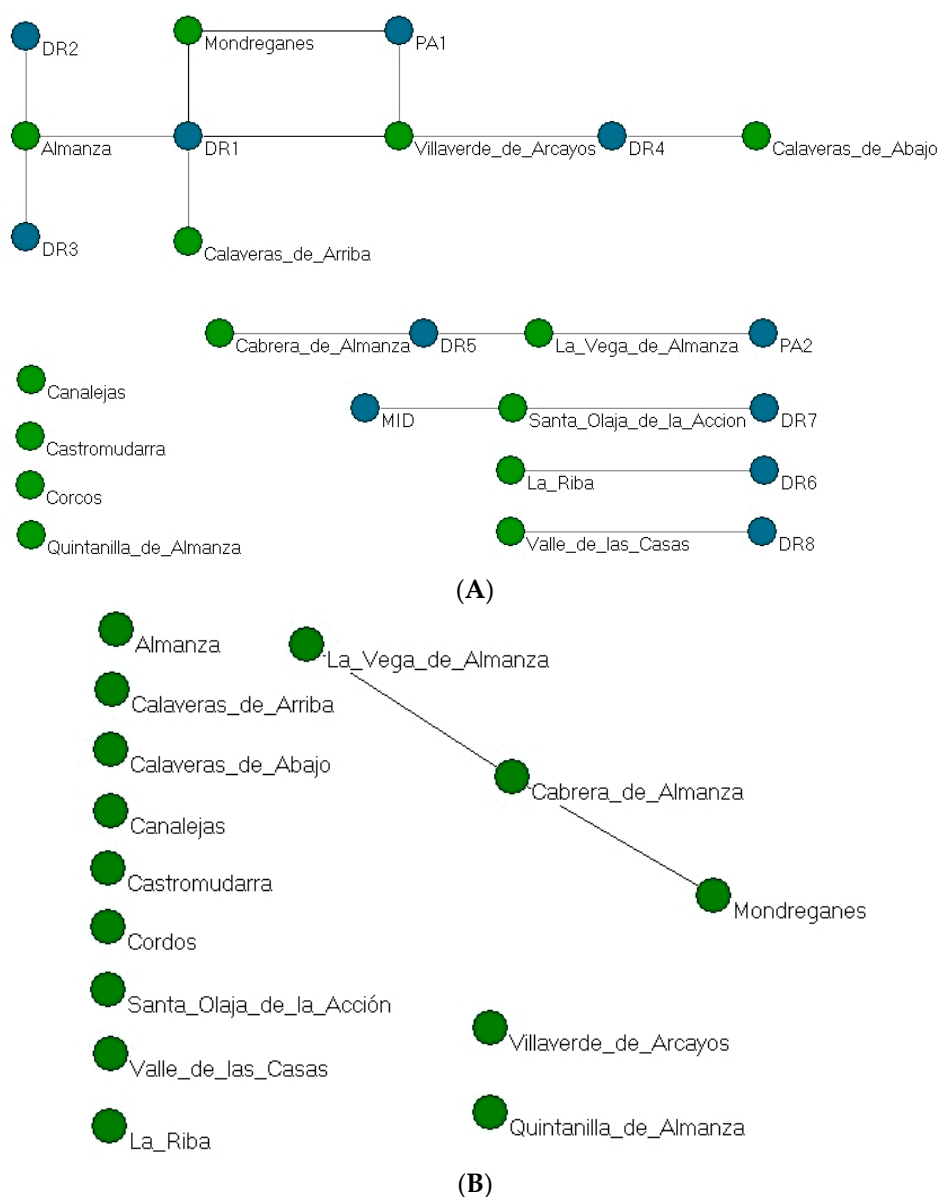 DR2
Mondreganes
PA1
Almanza
DR1
Villaverde_de_Arcayos
DR4
Calaveras_de_Abajo
DR3
Calaveras_de_Arriba
Cabrera_de_Almanza
DR5
La_Vega_de_Almanza
PA2
Canalejas
MID
Santa_Olaja_de_la_Accion
DR7
Castromudarra
La_Riba
DR6
Corcos
Quintanilla_de_Almanza
Valle_de_las_Casas
DR8
(A)
Almanza
La_Vega_de_Almanza
Calaveras_de_Arriba
Calaveras_de_Abajo
Cabrera_de_Almanza
Canalejas
Castromudarra
Mondreganes
Cordos
Santa_Olaja_de_la_Acción
Villaverde_de_Arcayos
Valle_de_las_Casas
Quintanilla_de_Almanza
La_Riba
(B)